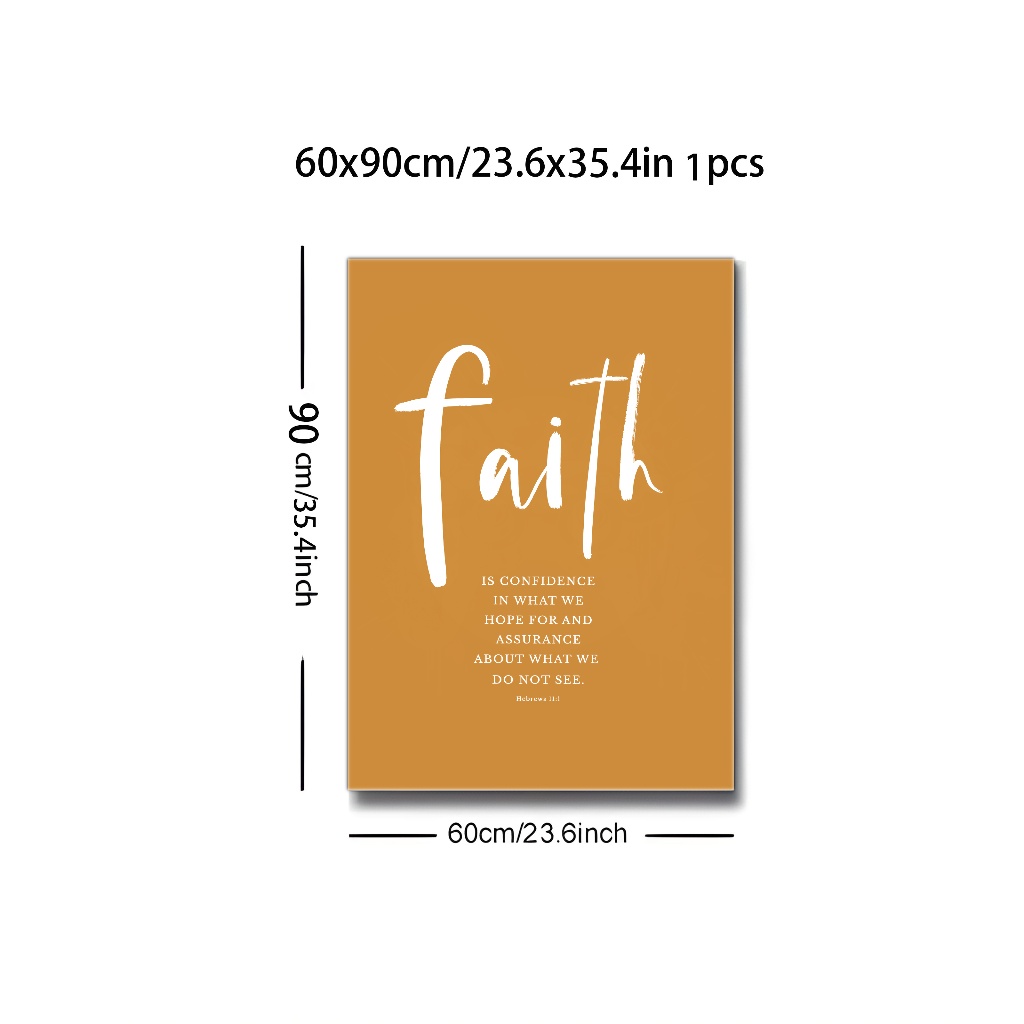 60x90cm/23.6x35.4in 1pcs
90 cm/35.4inch
faith
IS CONFIDENCE
IN WHAT WE
HOPE FOR AND
ASSURANCE
ABOUT WHAT WE
DO NOT SEE.
Hebrews 11:1
60cm/23.6inch